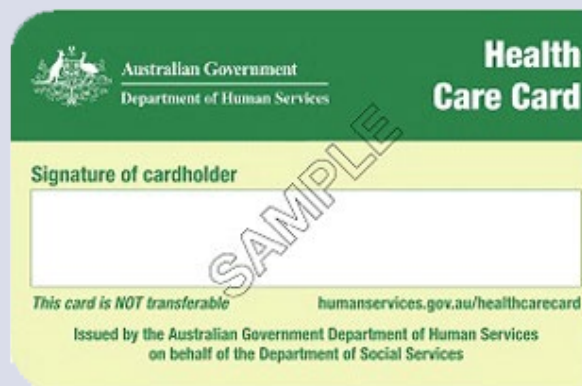 Australian Government
Department of Human Services
Health
Care Card
Signature of cardholder
SAMPLE
This card is NOT transferable
humanservices.gov.au/healthcarecard
Issued by the Australian Government Department of Human Services
on behalf of the Department of Social Services